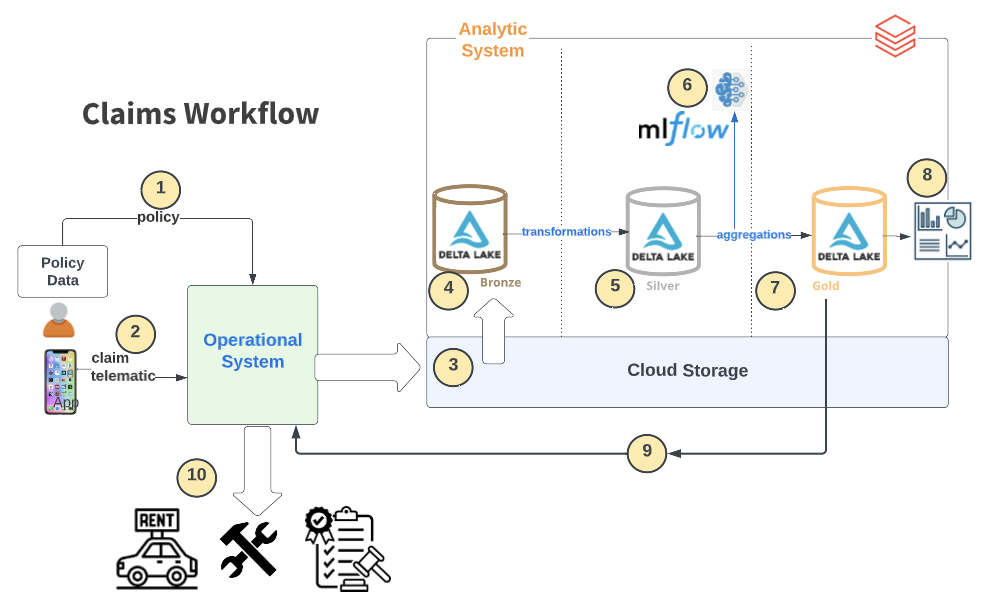 Analytic
System
6
mlflow
Claims Workflow
1
policy
8
DELTA LAKE
transformations
DELTA LAKE
aggregations
DELTA LAKE
Policy
Data
4
Bronze
5
Silver
7
Gold
2
claim
telematic
App
Operational
System
3
Cloud Storage
9
10
RENT